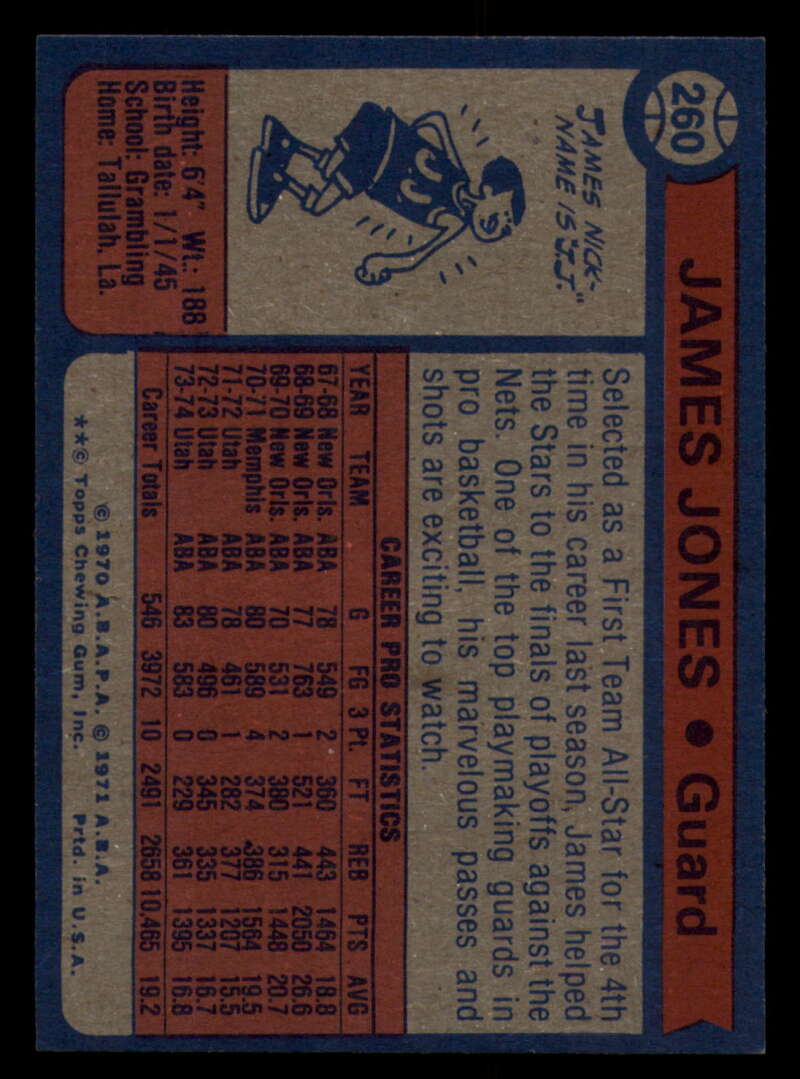 260
JAMES JONES • Guard
JAMES NICK-
NAME IS "J.J."
JJ
Height: 6'4" Wt.: 188
Birth date: 1/1/45
School: Grambling
Home: Tallulah, La.
Selected as a First Team All-Star for the 4th
time in his career last season, James helped
the Stars to the finals of playoffs against the
Nets. One of the top playmaking guards in
pro basketball, his marvelous passes and
shots are exciting to watch.
CAREER PRO STATISTICS
YEAR TEAM G FG 3 Pt. FT REB PTS AVG
67-68 New Orls. ABA 78 549 2 360 443 1464 18.8
68-69 New Orls. ABA 77 763 1 521 441 2050 26.6
69-70 New Orls. ABA 70 531 2 380 315 1448 20.7
70-71 Memphis ABA 80 589 4 374 386 1564 19.5
71-72 Utah ABA 78 461 1 282 377 1207 15.5
72-73 Utah ABA 80 496 0 345 335 1337 16.7
73-74 Utah ABA 83 583 0 229 361 1395 16.8
Career Totals 546 3972 10 2491 2658 10,465 19.2
© 1970 A.B.A.P.A. © 1971 A.B.A.
**© Topps Chewing Gum, Inc. Prtd. in U.S.A.